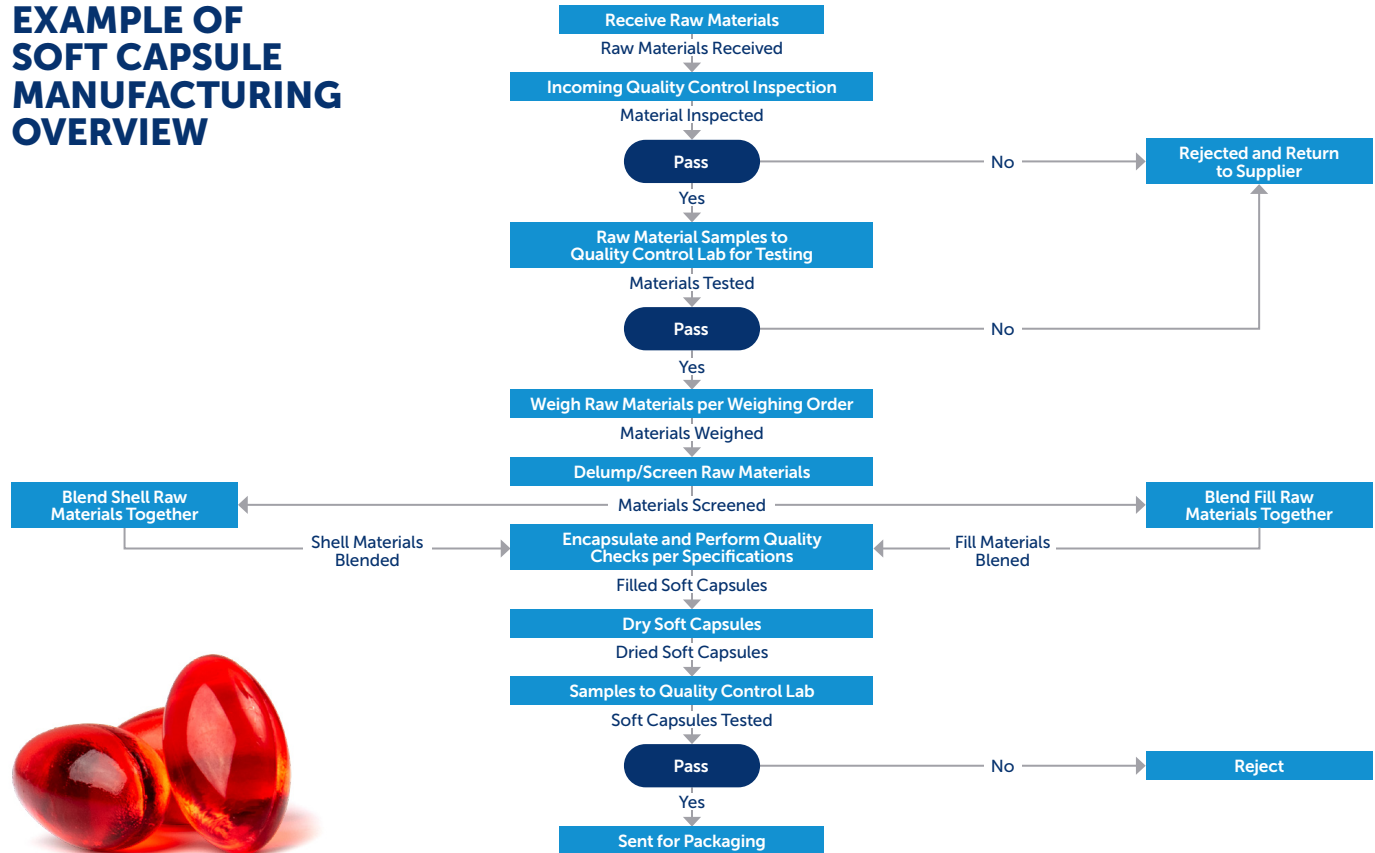 EXAMPLE OF
SOFT CAPSULE
MANUFACTURING
OVERVIEW
Receive Raw Materials
Raw Materials Received
Incoming Quality Control Inspection
Material Inspected
Pass
No
Rejected and Return
to Supplier
Yes
Raw Material Samples to
Quality Control Lab for Testing
Materials Tested
Pass
No
Yes
Weigh Raw Materials per Weighing Order
Materials Weighed
Delump/Screen Raw Materials
Blend Shell Raw
Materials Together
Materials Screened
Blend Fill Raw
Materials Together
Shell Materials
Blended
Encapsulate and Perform Quality
Checks per Specifications
Fill Materials
Blened
Filled Soft Capsules
Dry Soft Capsules
Dried Soft Capsules
Samples to Quality Control Lab
Soft Capsules Tested
Pass
No
Reject
Yes
Sent for Packaging